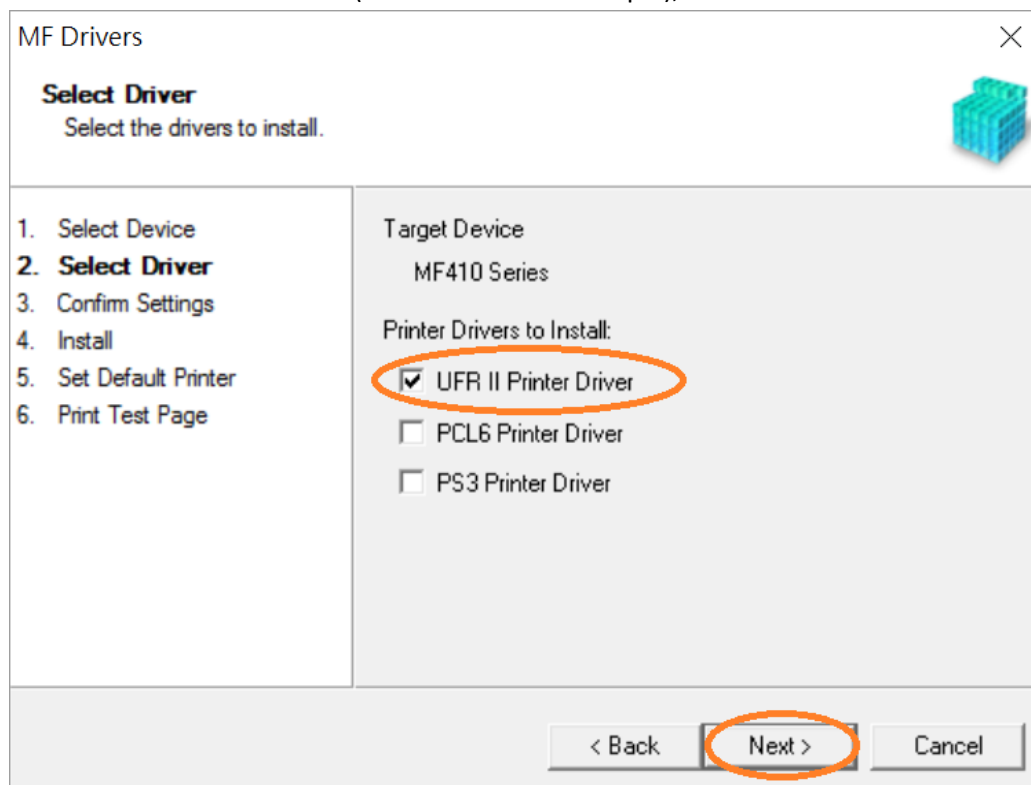 MF Drivers
Select Driver
Select the drivers to install.
1. Select Device
2. Select Driver
3. Confirm Settings
4. Install
5. Set Default Printer
6. Print Test Page
Target Device
MF410 Series
Printer Drivers to Install:
UFR II Printer Driver
PCL6 Printer Driver
PS3 Printer Driver
< Back
Next >
Cancel